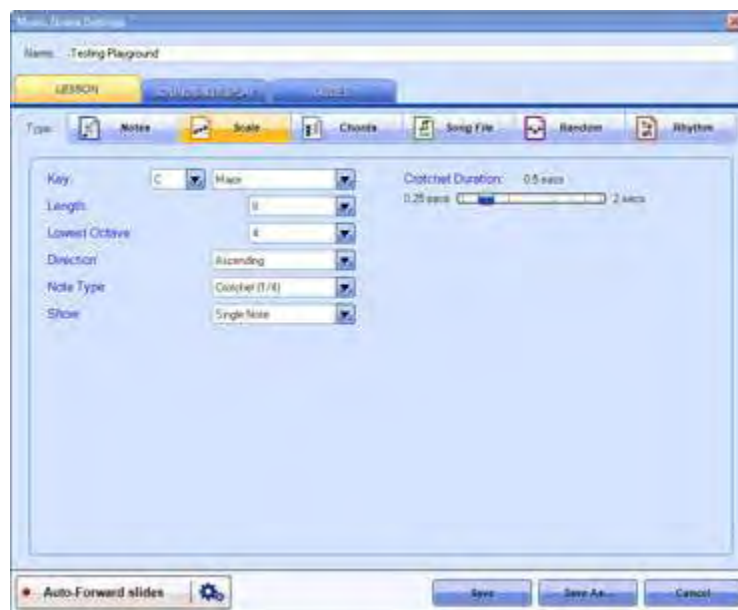 Name: Testing Playground
LESSON
Type: Notes Scale Chords Song File Random Rhythm
Key: C Major
Crotchet Duration: 0.5 secs
Length: 8
0.25 secs 2 secs
Lowest Octave 4
Direction Ascending
Note Type Crotchet (1/4)
Show Single Note
Auto-Forward slides Save Save As... Cancel